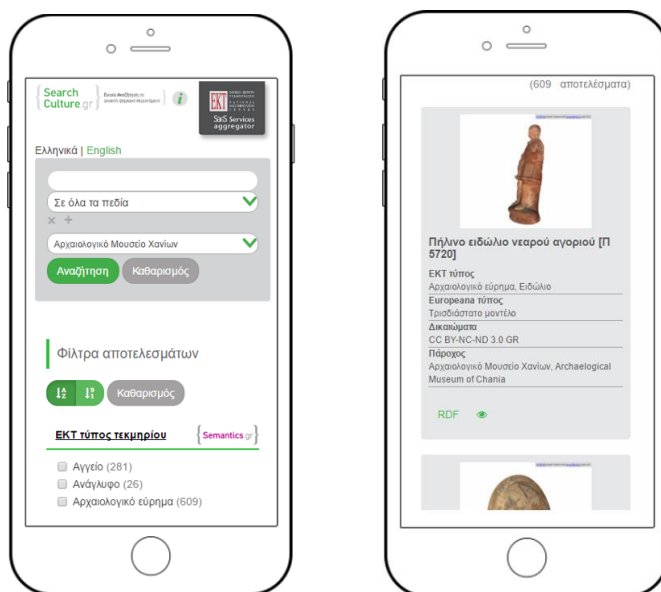 Search
Culture.gr
i
EKT
SaaS Services
aggregator
Ελληνικά | English
Σε όλα τα πεδία
Αρχαιολογικό Μουσείο Χανίων
Αναζήτηση
Καθαρισμός
Φίλτρα αποτελεσμάτων
Καθαρισμός
ΕΚΤ τύπος τεκμηρίου
{Semantics.gr}
Αγγείο (281)
Ανάγλυφο (26)
Αρχαιολογικό εύρημα (609)
(609 αποτελέσματα)
Πήλινο ειδώλιο νεαρού αγοριού [Π
5720]
ΕΚΤ τύπος
Αρχαιολογικό εύρημα, Ειδώλιο
Europeana τύπος
Τρισδιάστατο μοντέλο
Δικαιώματα
CC BY-NC-ND 3.0 GR
Πάροχος
Αρχαιολογικό Μουσείο Χανίων, Archaelogical
Museum of Chania
RDF